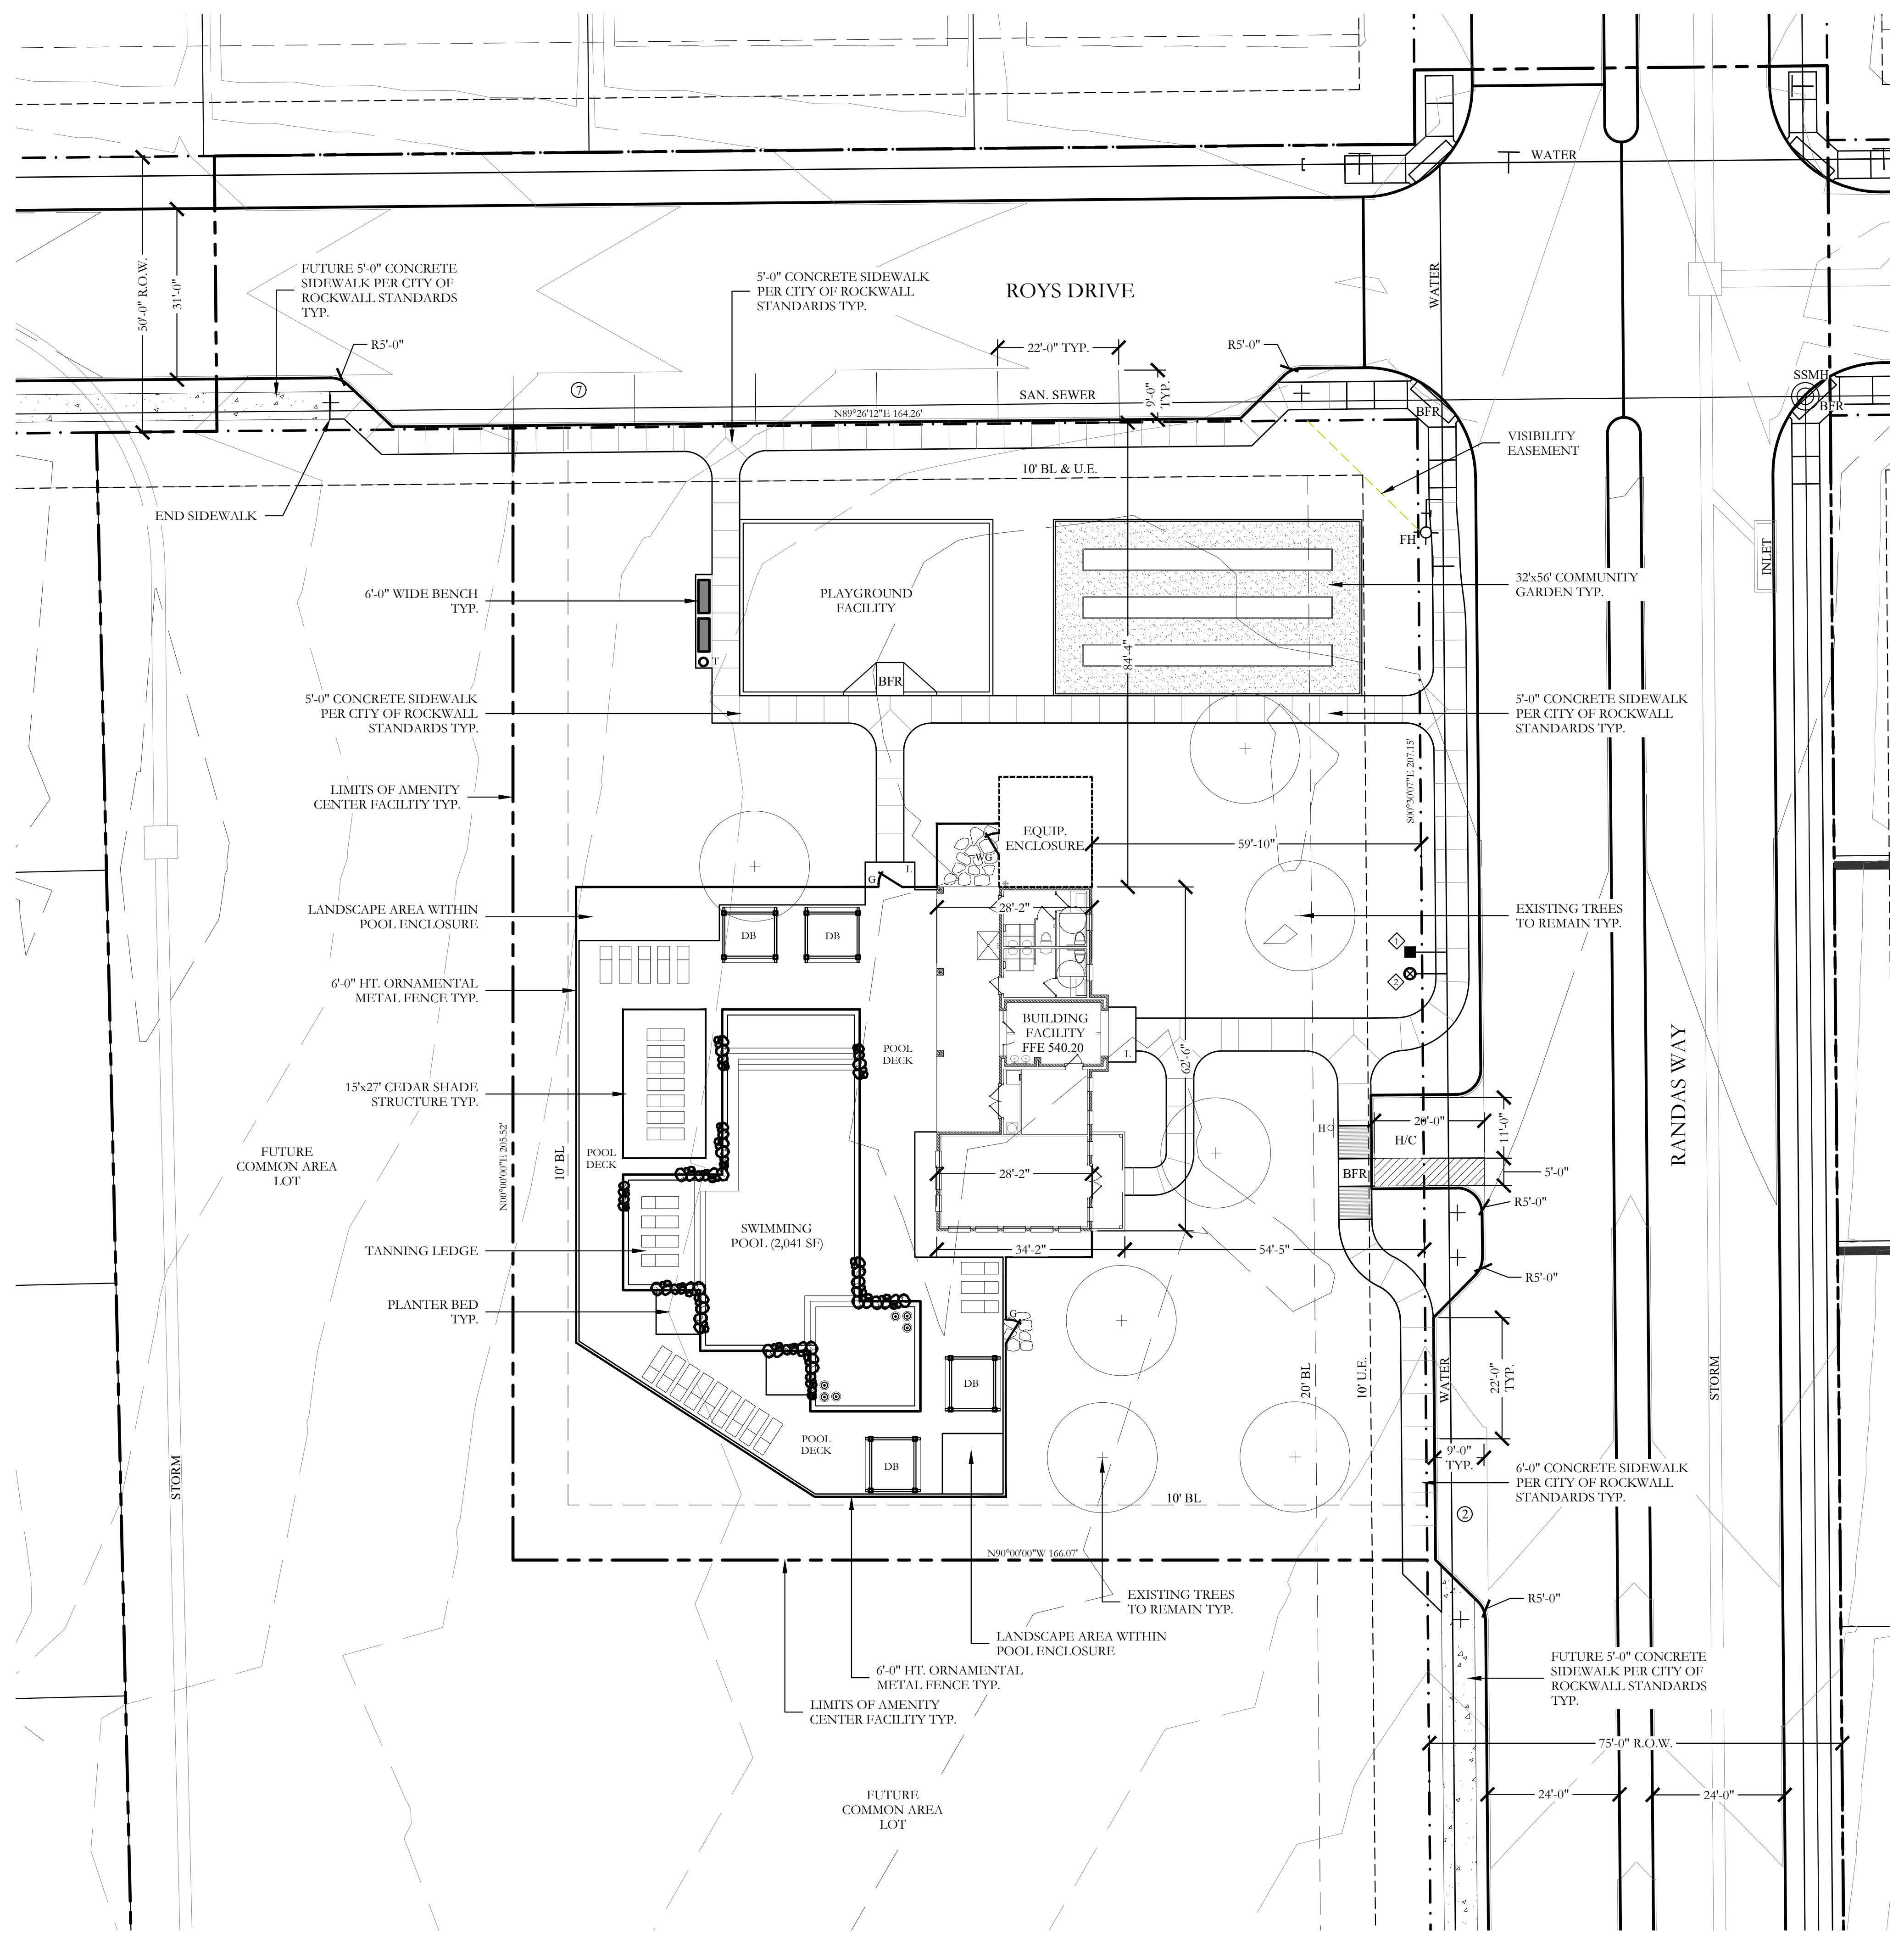 WATER
50'-0" R.O.W.
31'-0"
FUTURE 5'-0" CONCRETE
SIDEWALK PER CITY OF
ROCKWALL STANDARDS
TYP.
R5'-0"
5'-0" CONCRETE SIDEWALK
PER CITY OF ROCKWALL
STANDARDS TYP.
ROYS DRIVE
WATER
22'-0" TYP.
R5'-0"
9'-0"
TYP.
7
SAN. SEWER
N89°26'12"E 164.26'
SSMH
BFR
BFR
VISIBILITY
EASEMENT
10' BL & U.E.
END SIDEWALK
FH
INLET
6'-0" WIDE BENCH
TYP.
T
PLAYGROUND
FACILITY
BFR
84'-4"
32'x56' COMMUNITY
GARDEN TYP.
5'-0" CONCRETE SIDEWALK
PER CITY OF ROCKWALL
STANDARDS TYP.
5'-0" CONCRETE SIDEWALK
PER CITY OF ROCKWALL
STANDARDS TYP.
S00°30'07"E 207.15'
LIMITS OF AMENITY
CENTER FACILITY TYP.
EQUIP.
ENCLOSURE
59'-10"
WG
G
L
LANDSCAPE AREA WITHIN
POOL ENCLOSURE
28'-2"
EXISTING TREES
TO REMAIN TYP.
DB
DB
1
2
6'-0" HT. ORNAMENTAL
METAL FENCE TYP.
BUILDING
FACILITY
FFE 540.20
POOL
DECK
L
62'-6"
RANDAS WAY
15'x27' CEDAR SHADE
STRUCTURE TYP.
20'-0"
11'-0"
H
H/C
N00°00'00"E 205.52'
10' BL
POOL
DECK
FUTURE
COMMON AREA
LOT
28'-2"
BFR
5'-0"
R5'-0"
SWIMMING
POOL (2,041 SF)
TANNING LEDGE
34'-2"
54'-5"
R5'-0"
PLANTER BED
TYP.
G
DB
20' BL
10' U.E.
WATER
22'-0"
TYP.
STORM
POOL
DECK
DB
9'-0"
TYP.
STORM
6'-0" CONCRETE SIDEWALK
PER CITY OF ROCKWALL
STANDARDS TYP.
10' BL
2
N90°00'00"W 166.07'
EXISTING TREES
TO REMAIN TYP.
R5'-0"
LANDSCAPE AREA WITHIN
POOL ENCLOSURE
6'-0" HT. ORNAMENTAL
METAL FENCE TYP.
LIMITS OF AMENITY
CENTER FACILITY TYP.
FUTURE 5'-0" CONCRETE
SIDEWALK PER CITY OF
ROCKWALL STANDARDS
TYP.
75'-0" R.O.W.
FUTURE
COMMON AREA
LOT
24'-0"
24'-0"